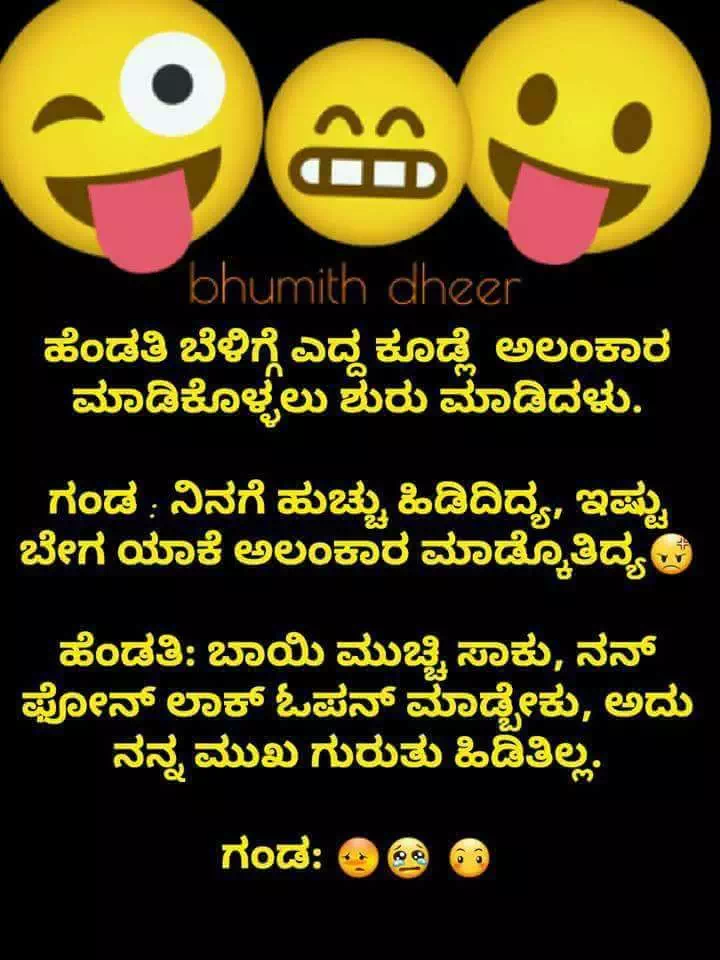 bhumith dheer
ಹೆಂಡತಿ ಬೆಳಿಗ್ಗೆ ಎದ್ದ ಕೂಡ್ಲೆ ಅಲಂಕಾರ
ಮಾಡಿಕೊಳ್ಳಲು ಶುರು ಮಾಡಿದಳು.
ಗಂಡ : ನಿನಗೆ ಹುಚ್ಚು ಹಿಡಿದಿದ್ಯ, ಇಷ್ಟು
ಬೇಗ ಯಾಕೆ ಅಲಂಕಾರ ಮಾಡ್ಕೊತಿದ್ಯ😡
ಹೆಂಡತಿ: ಬಾಯಿ ಮುಚ್ಚಿ ಸಾಕು, ನನ್
ಫೋನ್ ಲಾಕ್ ಓಪನ್ ಮಾಡ್ಬೇಕು, ಅದು
ನನ್ನ ಮುಖ ಗುರುತು ಹಿಡಿತಿಲ್ಲ.
ಗಂಡ: 😳😢😶